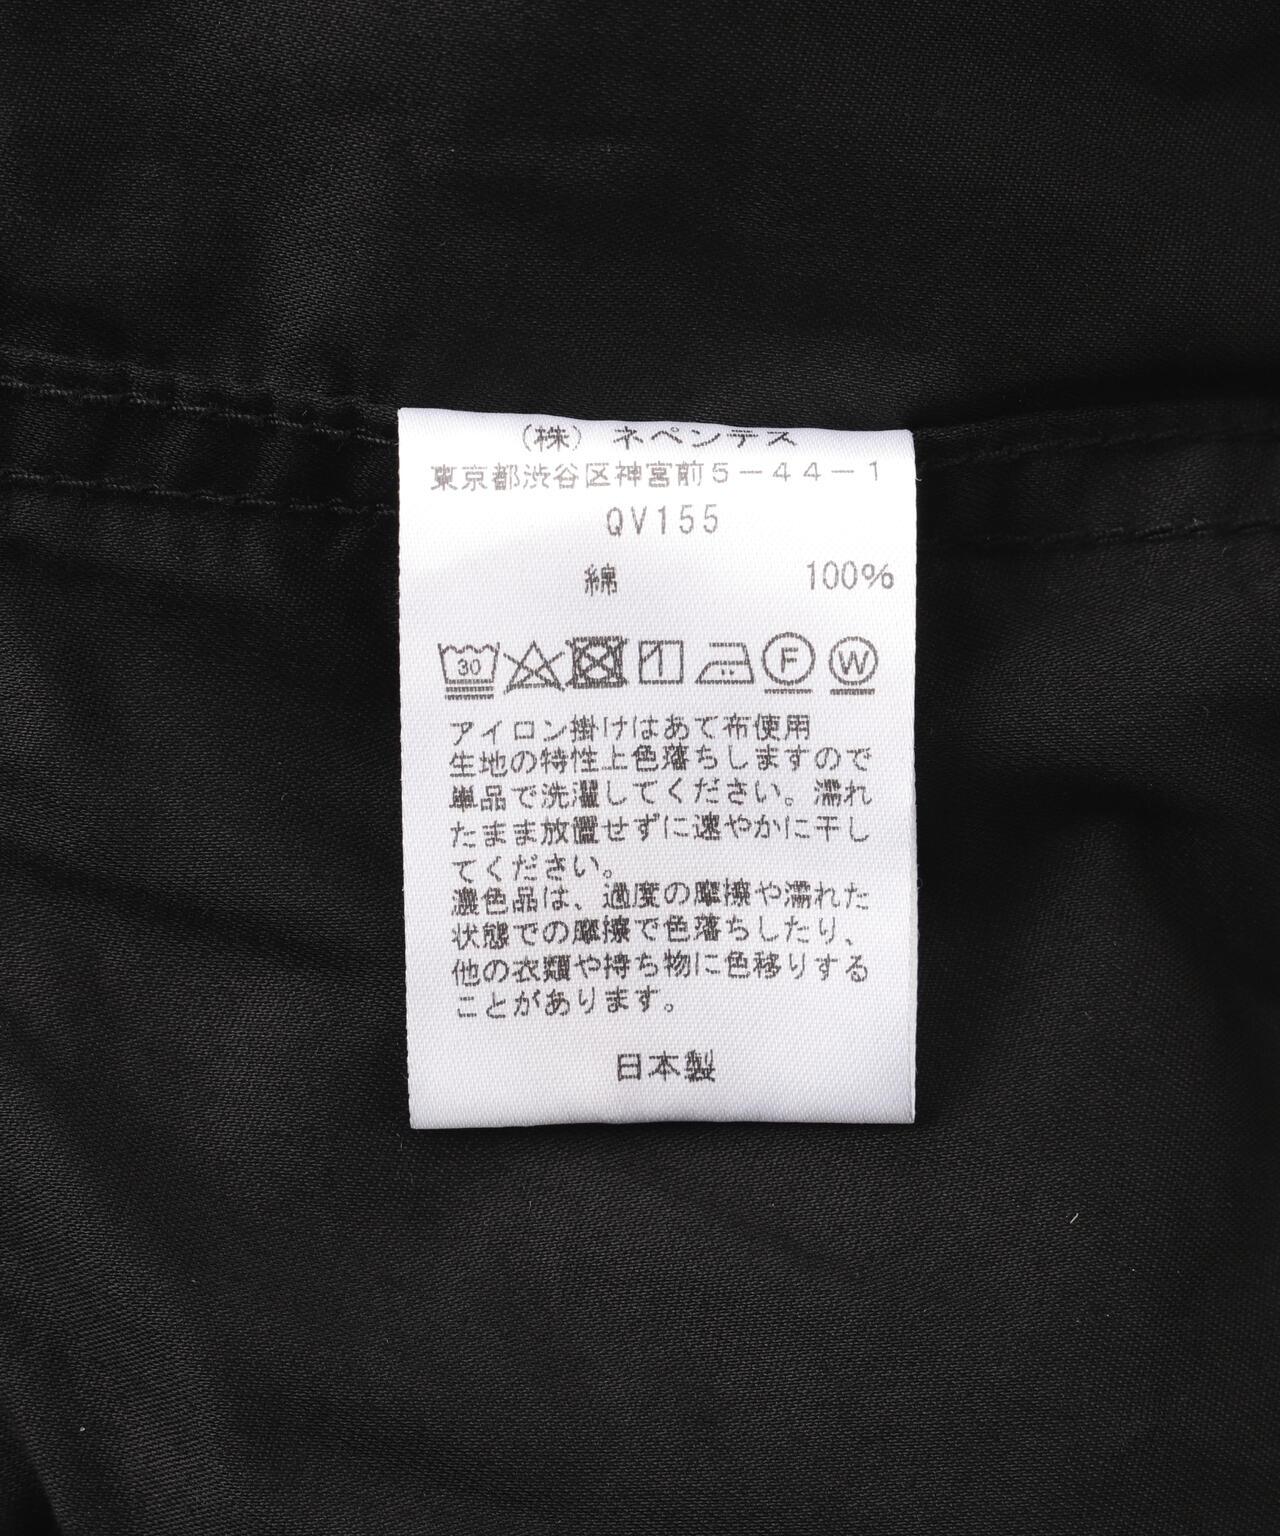 (株) ネペンテス
東京都渋谷区神宮前5-44-1
QV155
綿 100%
30 F W
アイロン掛けはあて布使用
生地の特性上色落ちしますので
単品で洗濯してください。濡れ
たまま放置せずに速やかに干し
てください。
濃色品は、過度の摩擦や濡れた
状態での摩擦で色落ちしたり、
他の衣類や持ち物に色移りする
ことがあります。
日本製